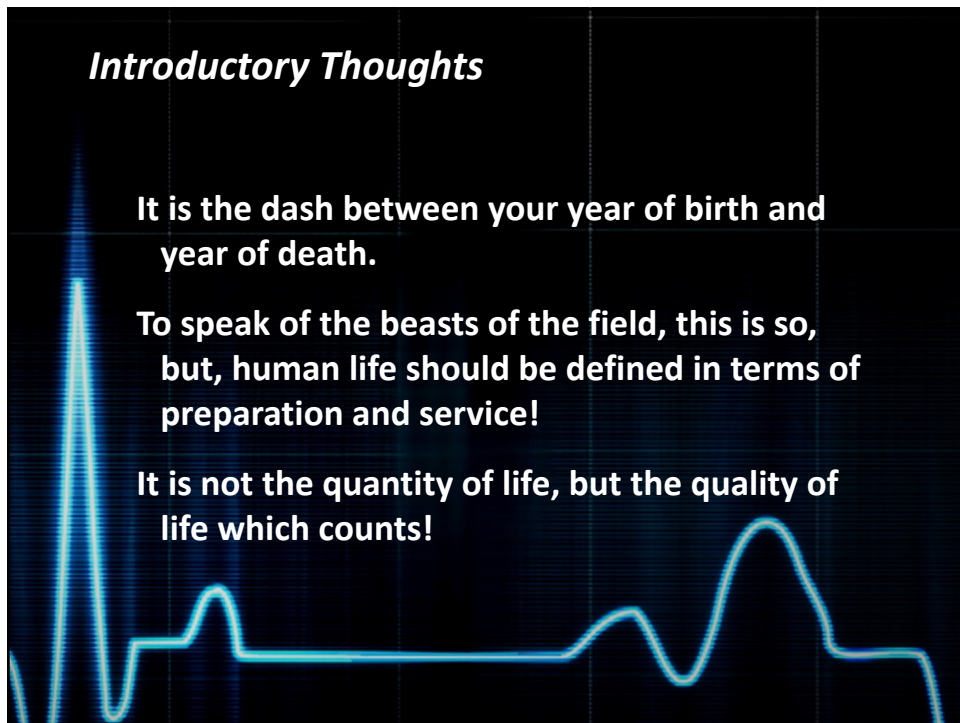 Introductory Thoughts
It is the dash between your year of birth and
year of death.
To speak of the beasts of the field, this is so,
but, human life should be defined in terms of
preparation and service!
It is not the quantity of life, but the quality of
life which counts!